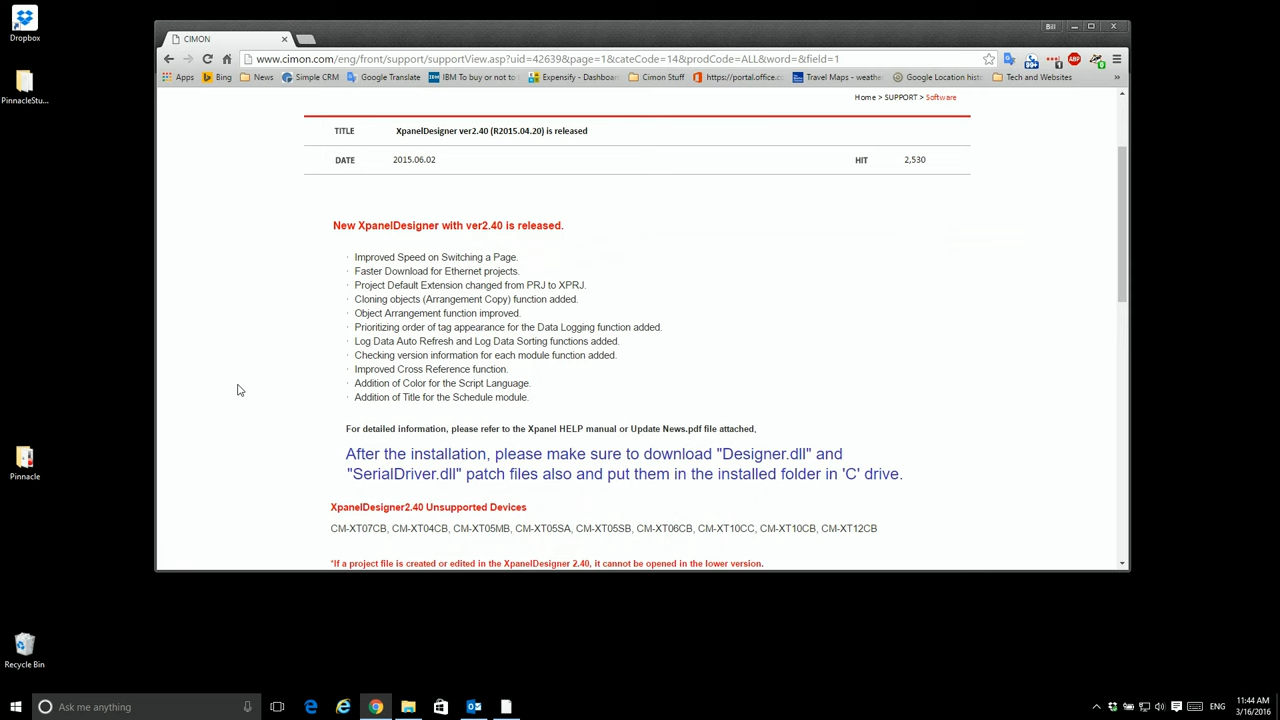 Dropbox
PinnacleStu...
Pinnacle
Recycle Bin
Bill
CIMON
www.cimon.com/eng/front/support/supportView.asp?uid=42639&page=1&cateCode=14&prodCode=ALL&word=&field=1
Apps Bing News Simple CRM Google Translate IBM To buy or not to Expensify - Dashboa Cimon Stuff https://portal.office.c Travel Maps - weathe Google Location hist Tech and Websites »
Home > SUPPORT > Software
TITLE XpanelDesigner ver2.40 (R2015.04.20) is released
DATE 2015.06.02 HIT 2,530
New XpanelDesigner with ver2.40 is released.
· Improved Speed on Switching a Page.
· Faster Download for Ethernet projects.
· Project Default Extension changed from PRJ to XPRJ.
· Cloning objects (Arrangement Copy) function added.
· Object Arrangement function improved.
· Prioritizing order of tag appearance for the Data Logging function added.
· Log Data Auto Refresh and Log Data Sorting functions added.
· Checking version information for each module function added.
· Improved Cross Reference function.
· Addition of Color for the Script Language.
· Addition of Title for the Schedule module.
For detailed information, please refer to the Xpanel HELP manual or Update News.pdf file attached,
After the installation, please make sure to download "Designer.dll" and
"SerialDriver.dll" patch files also and put them in the installed folder in 'C' drive.
XpanelDesigner2.40 Unsupported Devices
CM-XT07CB, CM-XT04CB, CM-XT05MB, CM-XT05SA, CM-XT05SB, CM-XT06CB, CM-XT10CC, CM-XT10CB, CM-XT12CB
*If a project file is created or edited in the XpanelDesigner 2.40, it cannot be opened in the lower version.
Ask me anything
ENG
11:44 AM
3/16/2016